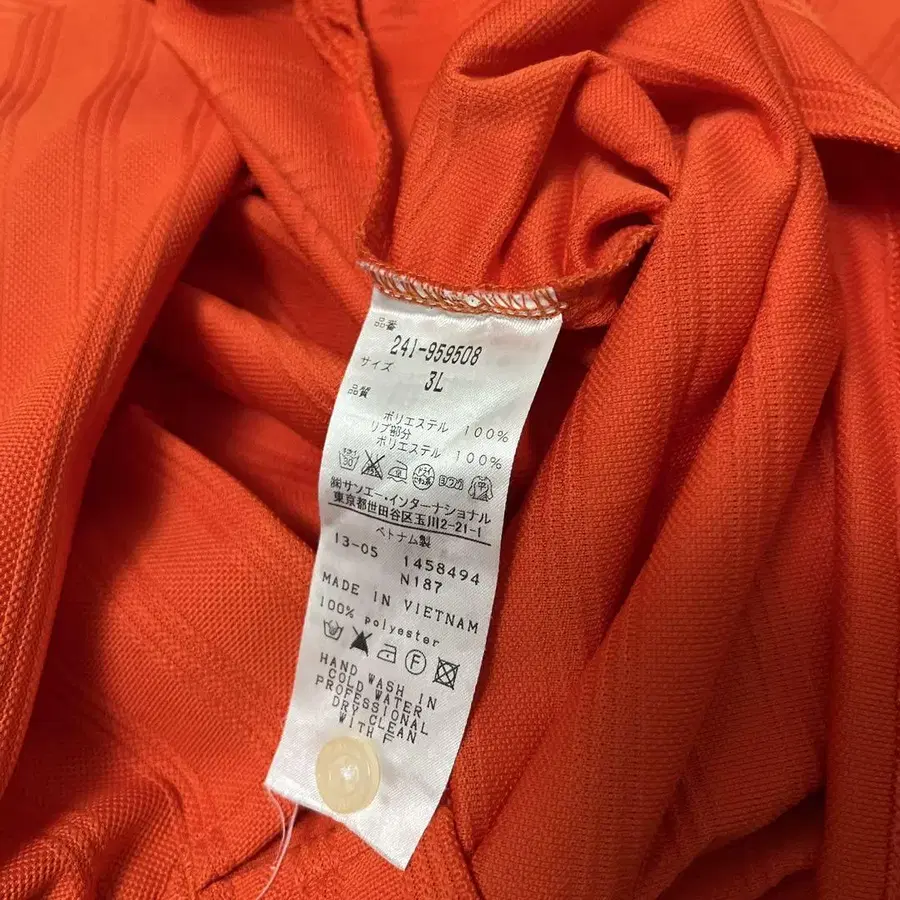 品番
241-959508
サイズ 3L
品質
ポリエステル 100%
リブ部分
ポリエステル 100%
㈱サンエー・インターナショナル
東京都世田谷区玉川2-21-1
ベトナム製
13-05 1458494
N187
MADE IN VIETNAM
100% polyester
F
HAND WASH IN
COLD WATER
PROFESSIONAL
DRY CLEAN
WITH F